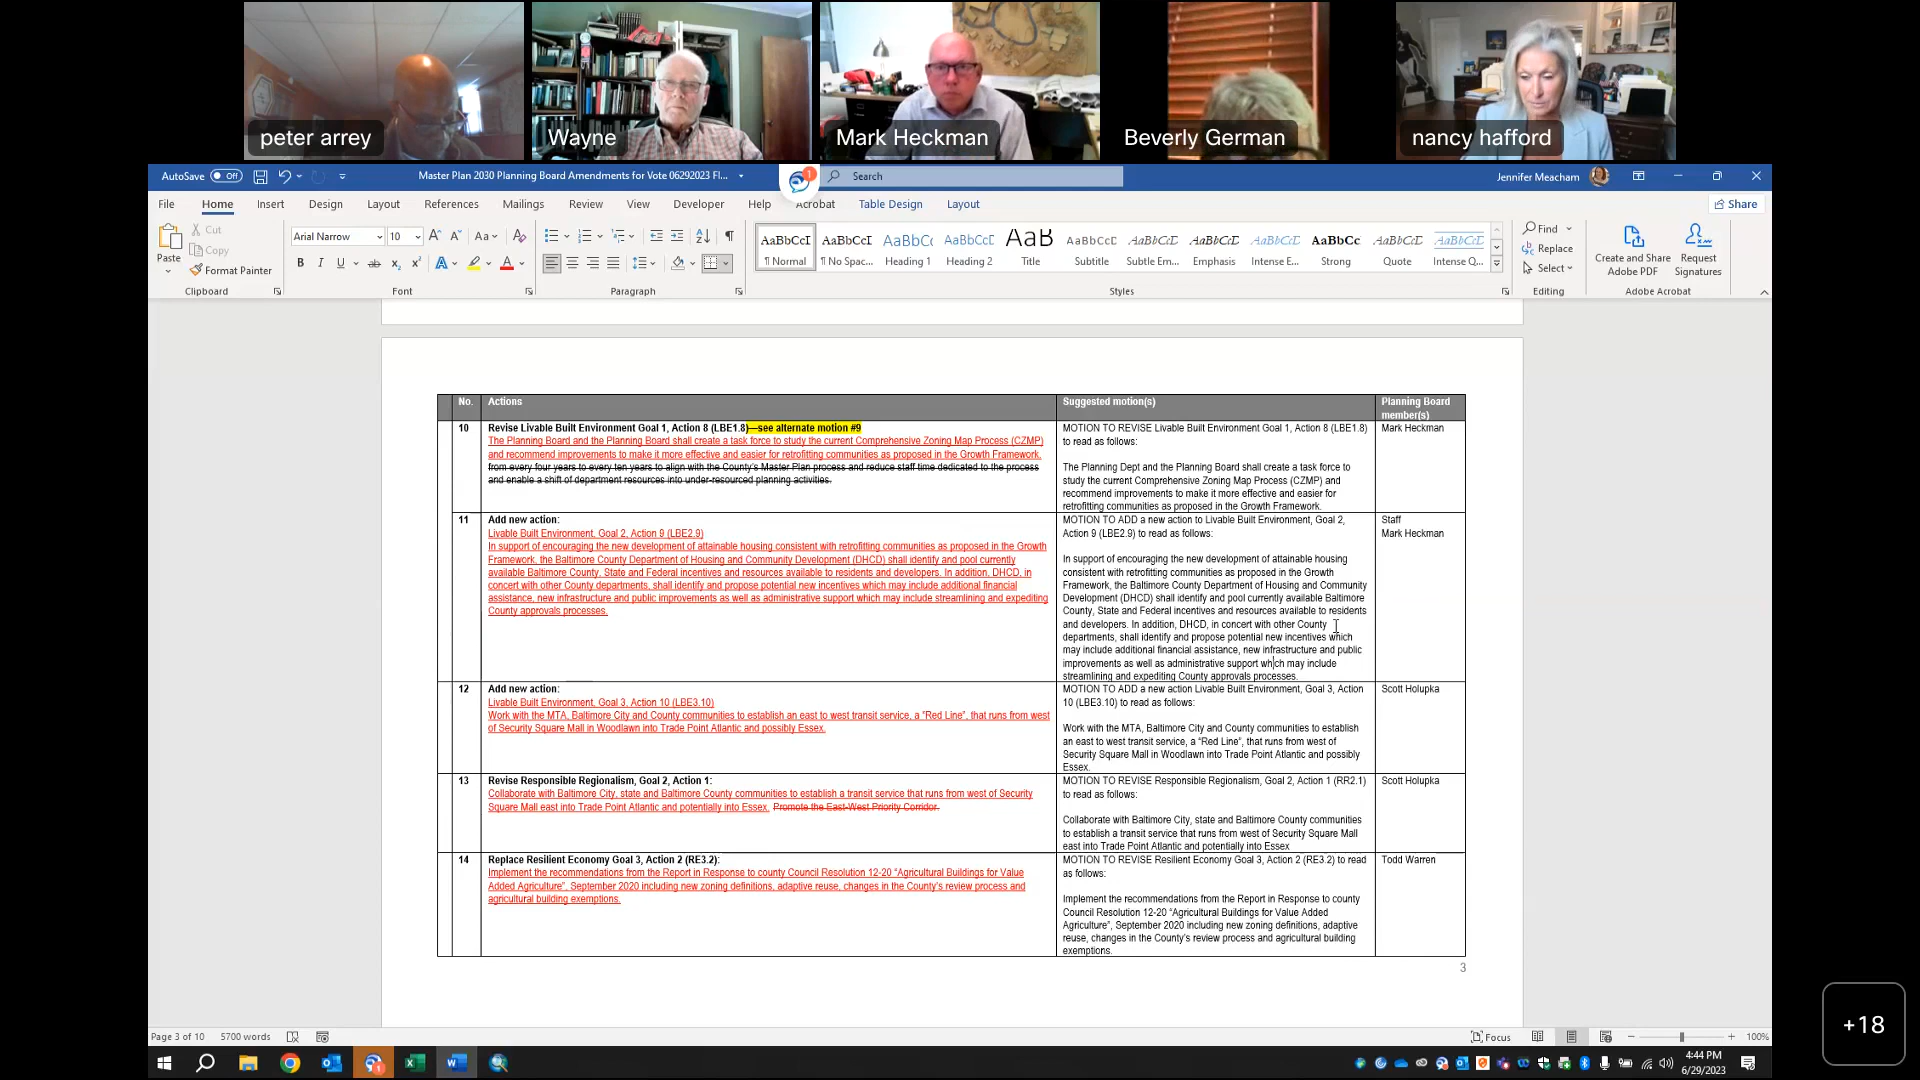 peter arrey
Wayne
Mark Heckman
Beverly German
nancy hafford
AutoSave Off
Master Plan 2030 Planning Board Amendments for Vote 06292023 Fl...
1
Search
Jennifer Meacham
File Home Insert Design Layout References Mailings Review View Developer Help Acrobat Table Design Layout
Share
Paste
Cut
Copy
Format Painter
Clipboard
Arial Narrow 10
Font
Paragraph
AaBbCcI AaBbCcI AaBbCc AaBbCcC AaB AaBbCcC AaBbCcC AaBbCcC AaBbCcC AaBbCc AaBbCcC AaBbCcC
¶ Normal ¶ No Spac... Heading 1 Heading 2 Title Subtitle Subtle Em... Emphasis Intense E... Strong Quote Intense Q...
Styles
Find
Replace
Select
Editing
Create and Share Adobe PDF
Request Signatures
Adobe Acrobat
No. Actions Suggested motion(s) Planning Board member(s)
10
Revise Livable Built Environment Goal 1, Action 8 (LBE1.8)—see alternate motion #9
The Planning Board and the Planning Board shall create a task force to study the current Comprehensive Zoning Map Process (CZMP)
and recommend improvements to make it more effective and easier for retrofitting communities as proposed in the Growth Framework.
from every four years to every ten years to align with the County's Master Plan process and reduce staff time dedicated to the process
and enable a shift of department resources into under-resourced planning activities.
MOTION TO REVISE Livable Built Environment Goal 1, Action 8 (LBE1.8)
to read as follows:
The Planning Dept and the Planning Board shall create a task force to
study the current Comprehensive Zoning Map Process (CZMP) and
recommend improvements to make it more effective and easier for
retrofitting communities as proposed in the Growth Framework.
Mark Heckman
11
Add new action:
Livable Built Environment, Goal 2, Action 9 (LBE2.9)
In support of encouraging the new development of attainable housing consistent with retrofitting communities as proposed in the Growth
Framework, the Baltimore County Department of Housing and Community Development (DHCD) shall identify and pool currently
available Baltimore County, State and Federal incentives and resources available to residents and developers. In addition, DHCD, in
concert with other County departments, shall identify and propose potential new incentives which may include additional financial
assistance, new infrastructure and public improvements as well as administrative support which may include streamlining and expediting
County approvals processes.
MOTION TO ADD a new action to Livable Built Environment, Goal 2,
Action 9 (LBE2.9) to read as follows:
In support of encouraging the new development of attainable housing
consistent with retrofitting communities as proposed in the Growth
Framework, the Baltimore County Department of Housing and Community
Development (DHCD) shall identify and pool currently available Baltimore
County, State and Federal incentives and resources available to residents
and developers. In addition, DHCD, in concert with other County
departments, shall identify and propose potential new incentives which
may include additional financial assistance, new infrastructure and public
improvements as well as administrative support which may include
streamlining and expediting County approvals processes.
Staff
Mark Heckman
12
Add new action:
Livable Built Environment, Goal 3, Action 10 (LBE3.10)
Work with the MTA, Baltimore City and County communities to establish an east to west transit service, a "Red Line", that runs from west
of Security Square Mall in Woodlawn into Trade Point Atlantic and possibly Essex.
MOTION TO ADD a new action Livable Built Environment, Goal 3, Action
10 (LBE3.10) to read as follows:
Work with the MTA, Baltimore City and County communities to establish
an east to west transit service, a "Red Line", that runs from west of
Security Square Mall in Woodlawn into Trade Point Atlantic and possibly
Essex.
Scott Holupka
13
Revise Responsible Regionalism, Goal 2, Action 1:
Collaborate with Baltimore City, state and Baltimore County communities to establish a transit service that runs from west of Security
Square Mall east into Trade Point Atlantic and potentially into Essex. Promote the East-West Priority Corridor.
MOTION TO REVISE Responsible Regionalism, Goal 2, Action 1 (RR2.1)
to read as follows:
Collaborate with Baltimore City, state and Baltimore County communities
to establish a transit service that runs from west of Security Square Mall
east into Trade Point Atlantic and potentially into Essex
Scott Holupka
14
Replace Resilient Economy Goal 3, Action 2 (RE3.2):
Implement the recommendations from the Report in Response to county Council Resolution 12-20 "Agricultural Buildings for Value
Added Agriculture", September 2020 including new zoning definitions, adaptive reuse, changes in the County's review process and
agricultural building exemptions.
MOTION TO REVISE Resilient Economy Goal 3, Action 2 (RE3.2) to read
as follows:
Implement the recommendations from the Report in Response to county
Council Resolution 12-20 "Agricultural Buildings for Value Added
Agriculture", September 2020 including new zoning definitions, adaptive
reuse, changes in the County's review process and agricultural building
exemptions.
Todd Warren
3
+18
Page 3 of 10 5700 words
Focus
100%
4:44 PM
6/29/2023